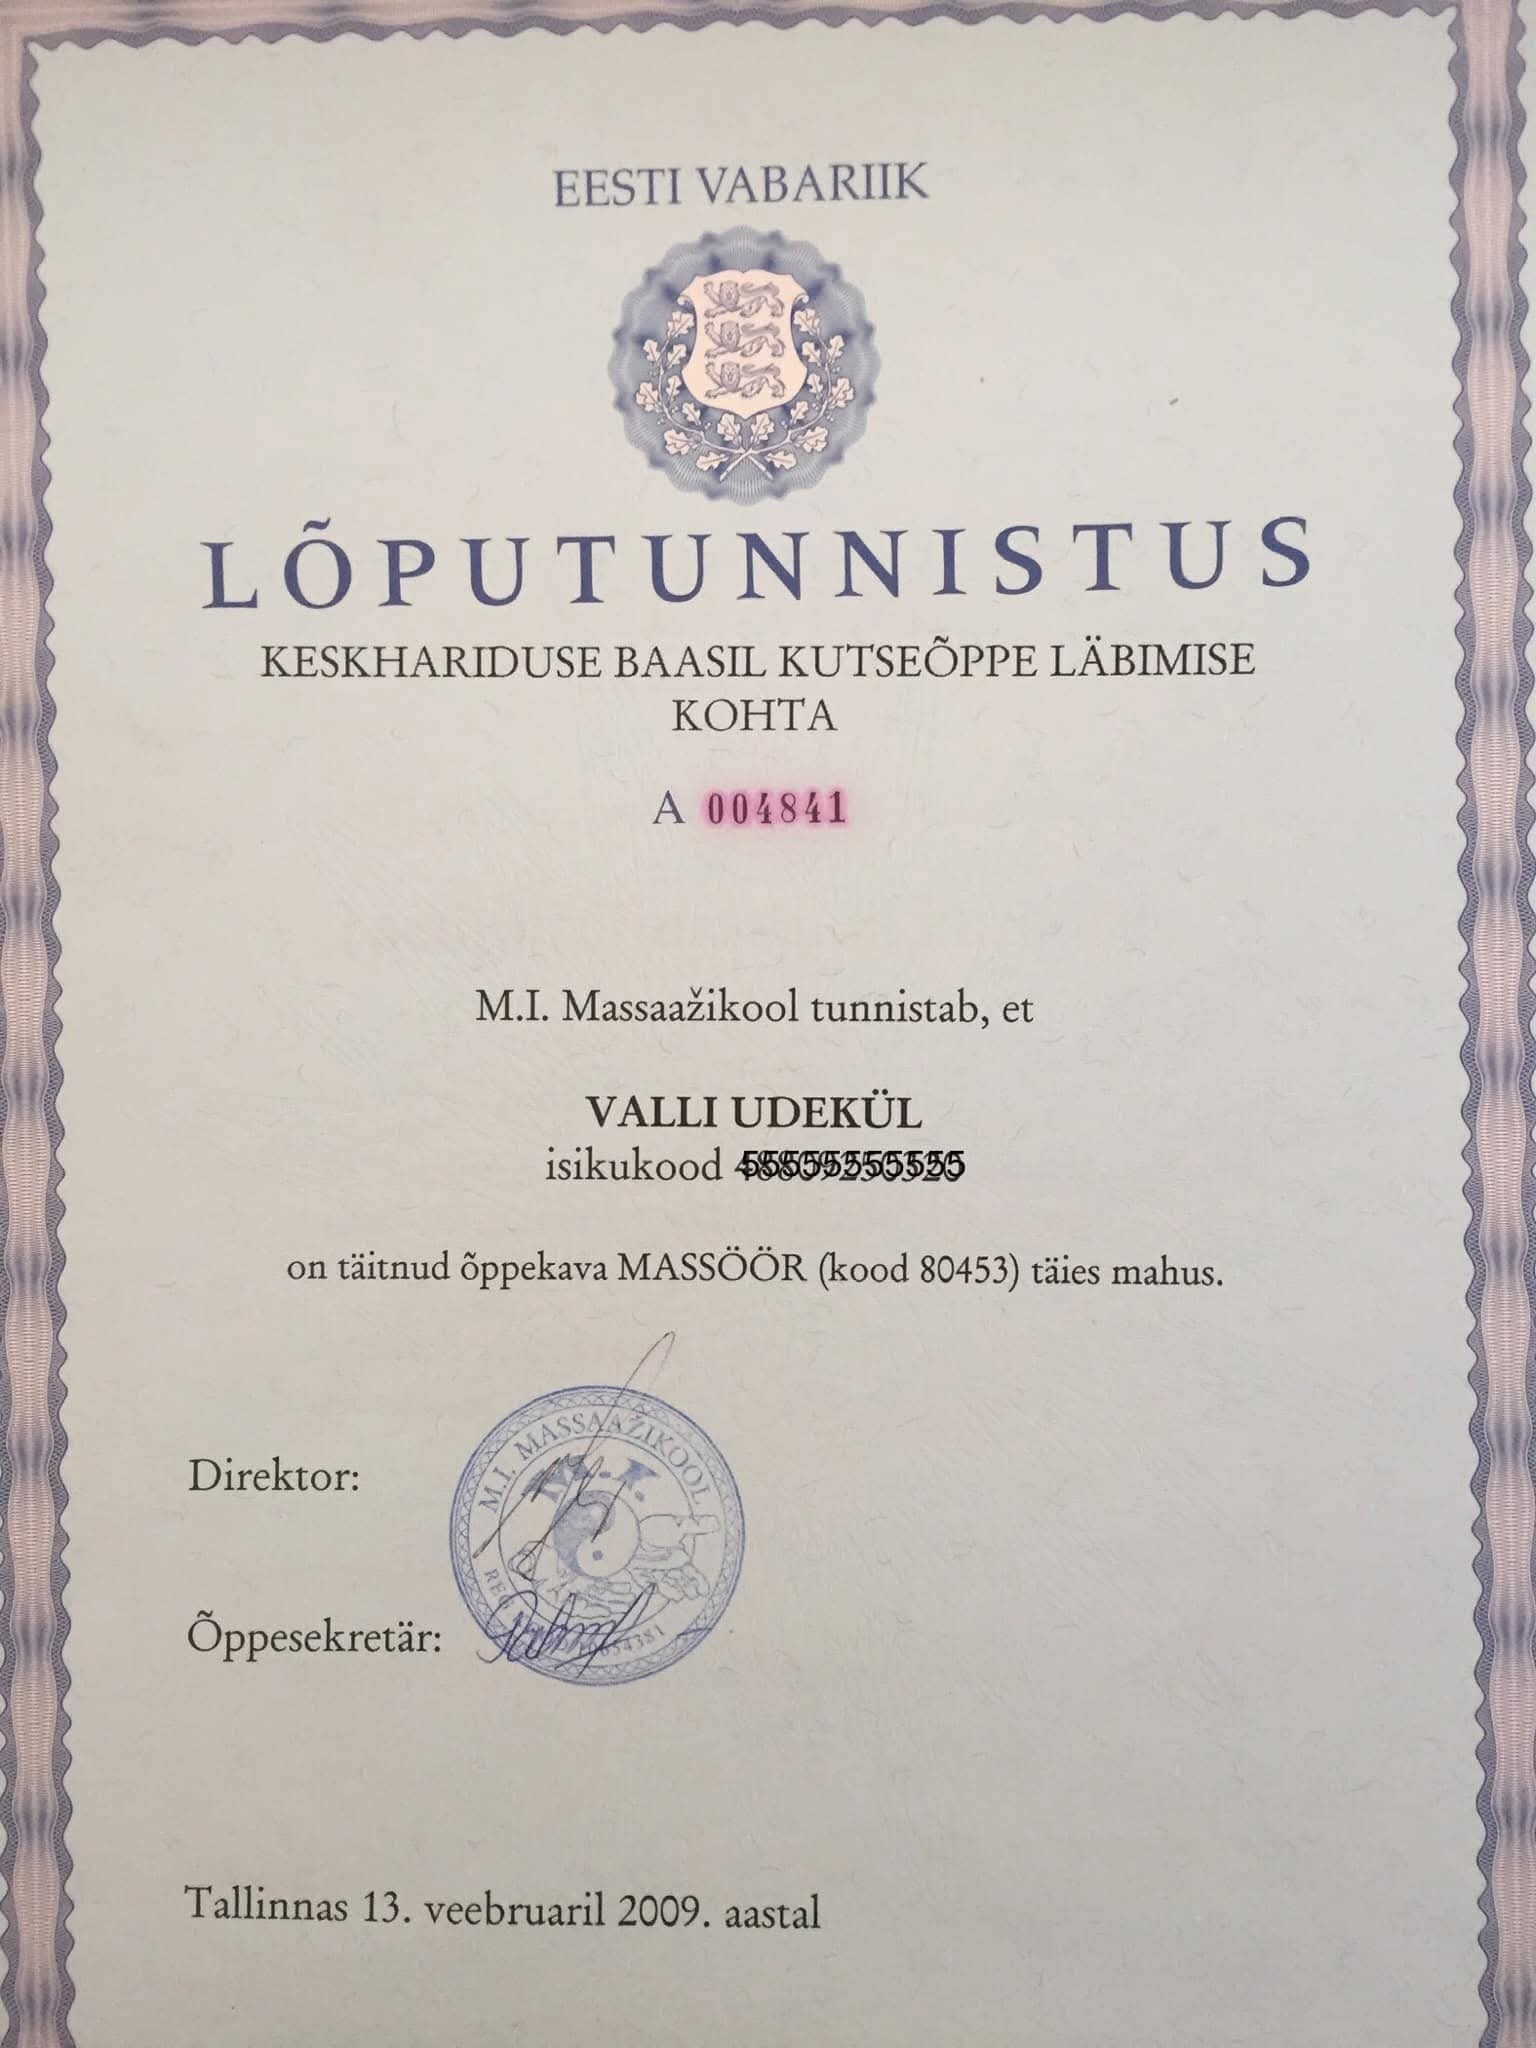 EESTI VABARIIK
LÕPUTUNNISTUS
KESKHARIDUSE BAASIL KUTSEÕPPE LÄBIMISE
KOHTA
A 004841
M.I. Massaažikool tunnistab, et
VALLI UDEKÜL
isikukood
on täitnud õppekava MASSÖÖR (kood 80453) täies mahus.
M.I. MASSAAŽIKOOL
M.I.
Direktor:
Õppesekretär:
Tallinnas 13. veebruaril 2009. aastal